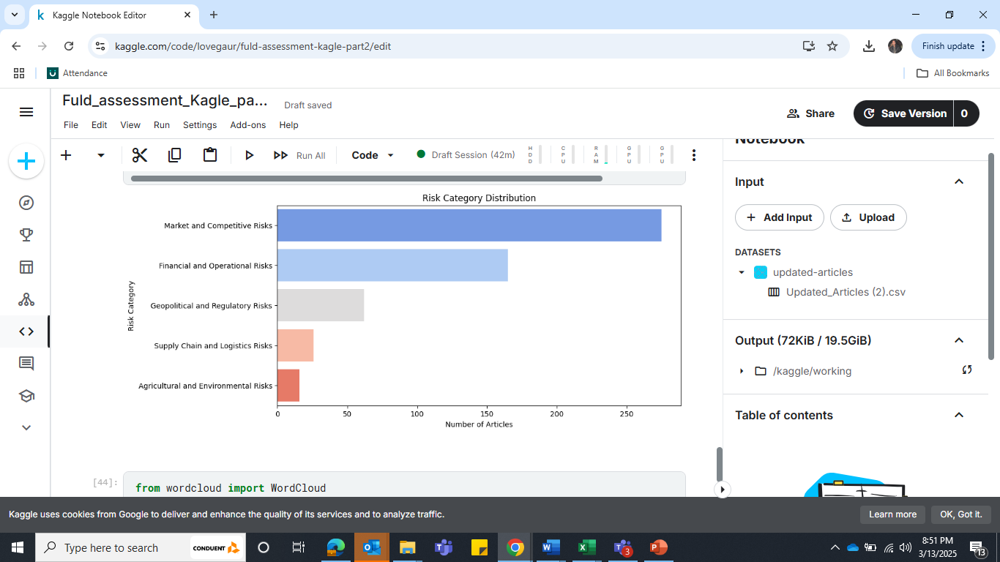 Kaggle Notebook Editor
kaggle.com/code/lovegaur/fuld-assessment-kagle-part2/edit
Finish update
Attendance
All Bookmarks
Fuld_assessment_Kagle_pa...
Draft saved
File Edit View Run Settings Add-ons Help
Share
Save Version 0
Run All
Code
Draft Session (42m)
HDD
CPU
RAM
GPU
GPU
Risk Category Distribution
Market and Competitive Risks
Financial and Operational Risks
Geopolitical and Regulatory Risks
Supply Chain and Logistics Risks
Agricultural and Environmental Risks
Risk Category
0 50 100 150 200 250
Number of Articles
[44]:
from wordcloud import WordCloud
Notebook
Input
Add Input
Upload
DATASETS
updated-articles
Updated_Articles (2).csv
Output (72KiB / 19.5GiB)
/kaggle/working
Table of contents
Kaggle uses cookies from Google to deliver and enhance the quality of its services and to analyze traffic.
Learn more
OK, Got it.
Type here to search
CONDUENT
3
8:51 PM
3/13/2025
13